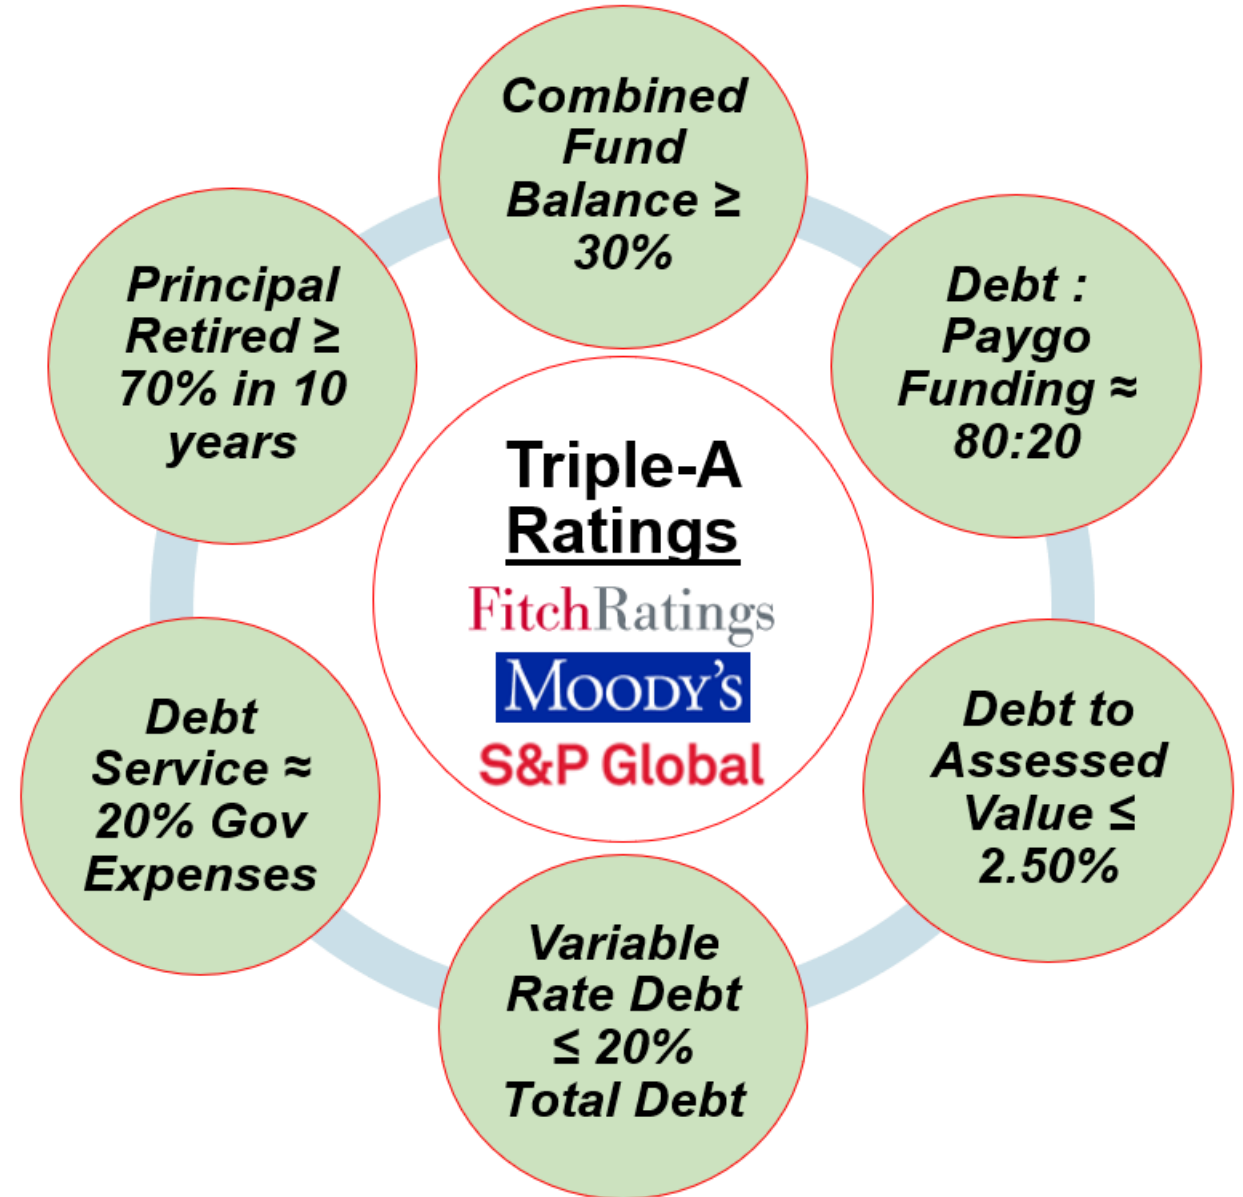 Combined
Fund
Balance ≥
30%
Debt :
Paygo
Funding ≈
80:20
Debt to
Assessed
Value ≤
2.50%
Variable
Rate Debt
≤ 20%
Total Debt
Debt
Service ≈
20% Gov
Expenses
Principal
Retired ≥
70% in 10
years
Triple-A
Ratings
FitchRatings
MOODY'S
S&P Global